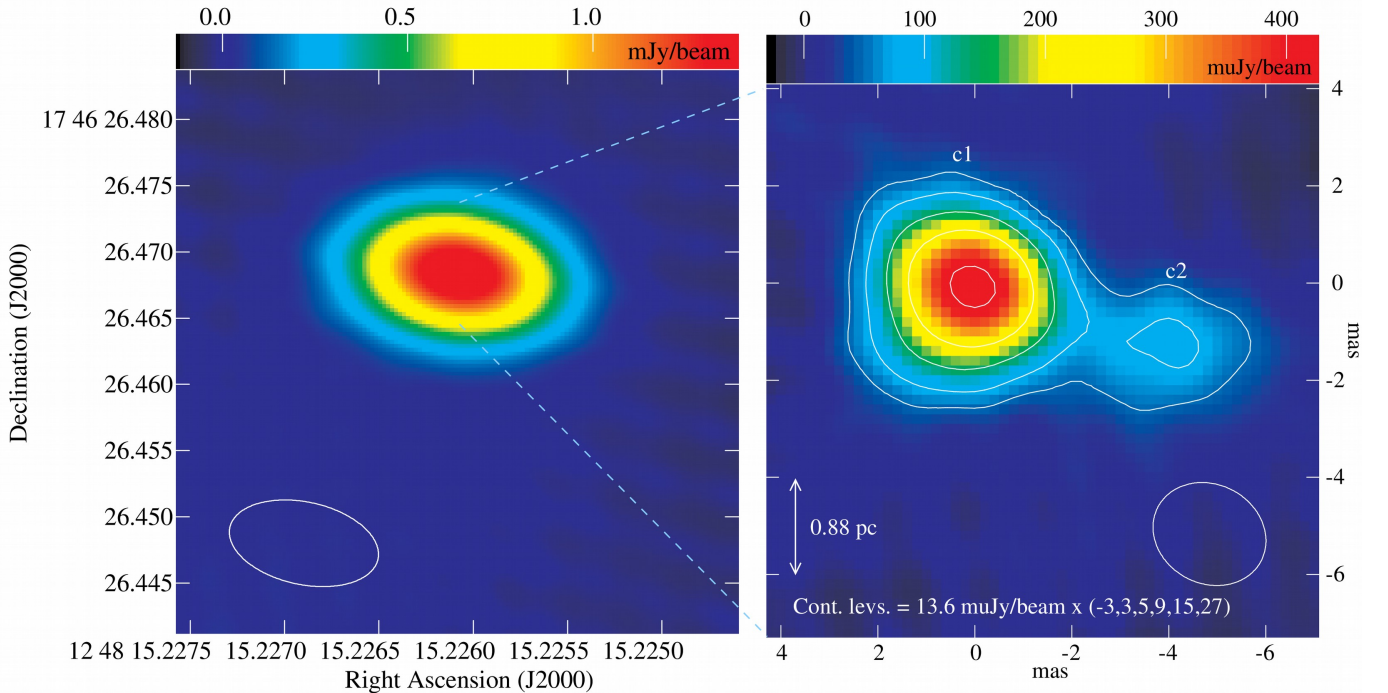 0.0 0.5 1.0
mJy/beam
17 46 26.480
26.475
26.470
26.465
26.460
26.455
26.450
26.445
Declination (J2000)
12 48 15.2275 15.2270 15.2265 15.2260 15.2255 15.2250
Right Ascension (J2000)
0 100 200 300 400
muJy/beam
c1
c2
0.88 pc
Cont. levs. = 13.6 muJy/beam x (-3,3,5,9,15,27)
4
2
0
-2
-4
-6
mas
4 2 0 -2 -4 -6
mas